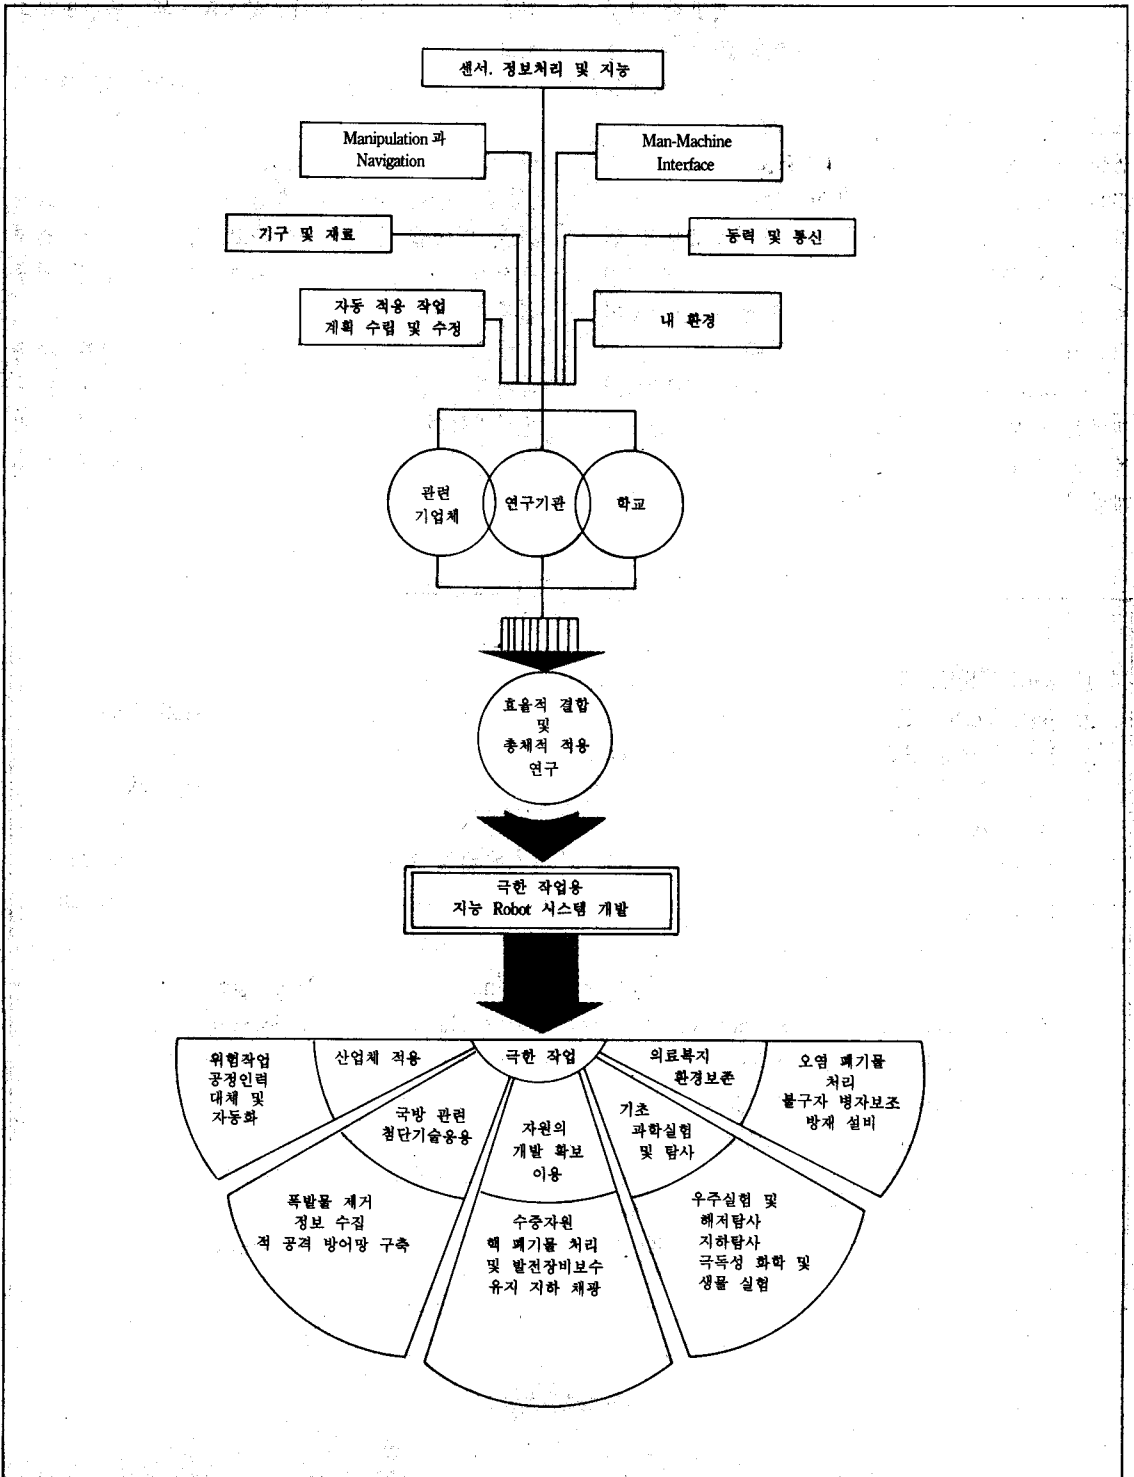 센서. 정보처리 및 지능
Manipulation 과
Navigation
Man-Machine
Interface
기구 및 재료
동력 및 통신
자동 적용 작업
계획 수립 및 수정
내 환경
관련
기업체
연구기관
학교
효율적 결합
및
총체적 적용
연구
극한 작업용
지능 Robot 시스템 개발
위험작업
공정인력
대체 및
자동화
산업체 적용
극한 작업
의료복지
환경보존
오염 폐기물
처리
불구자 병자보조
방재 설비
국방 관련
첨단기술응용
자원의
개발 확보
이용
기초
과학실험
및 탐사
폭발물 제거
정보 수집
적 공격 방어망 구축
수중자원
핵 폐기물 처리
및 발전장비보수
유지 지하 채광
우주실험 및
해저탐사
지하탐사
극독성 화학 및
생물 실험